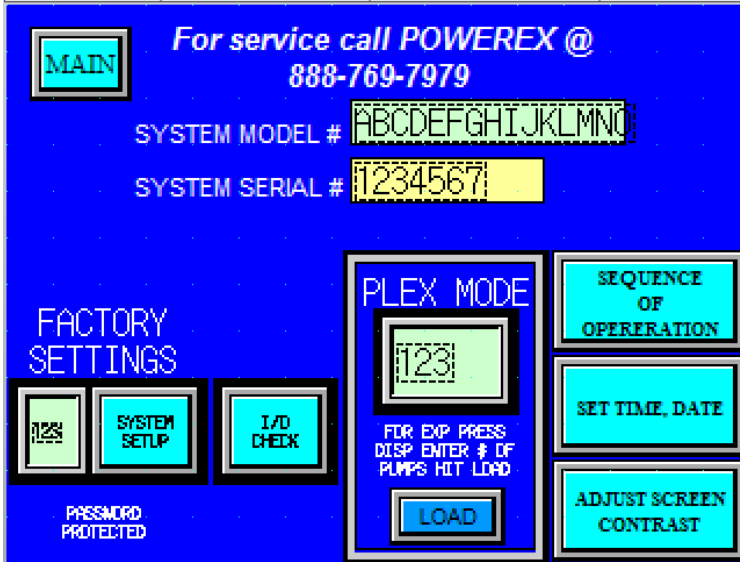 MAIN
For service call POWEREX @
888-769-7979
SYSTEM MODEL # ABCDEFGHIJKLMNO
SYSTEM SERIAL # 1234567
FACTORY
SETTINGS
123
SYSTEM
SETUP
I/O
CHECK
PASSWORD
PROTECTED
PLEX MODE
123
FOR EXP PRESS
DISP ENTER # OF
PUMPS HIT LOAD
LOAD
SEQUENCE
OF
OPERERATION
SET TIME, DATE
ADJUST SCREEN
CONTRAST